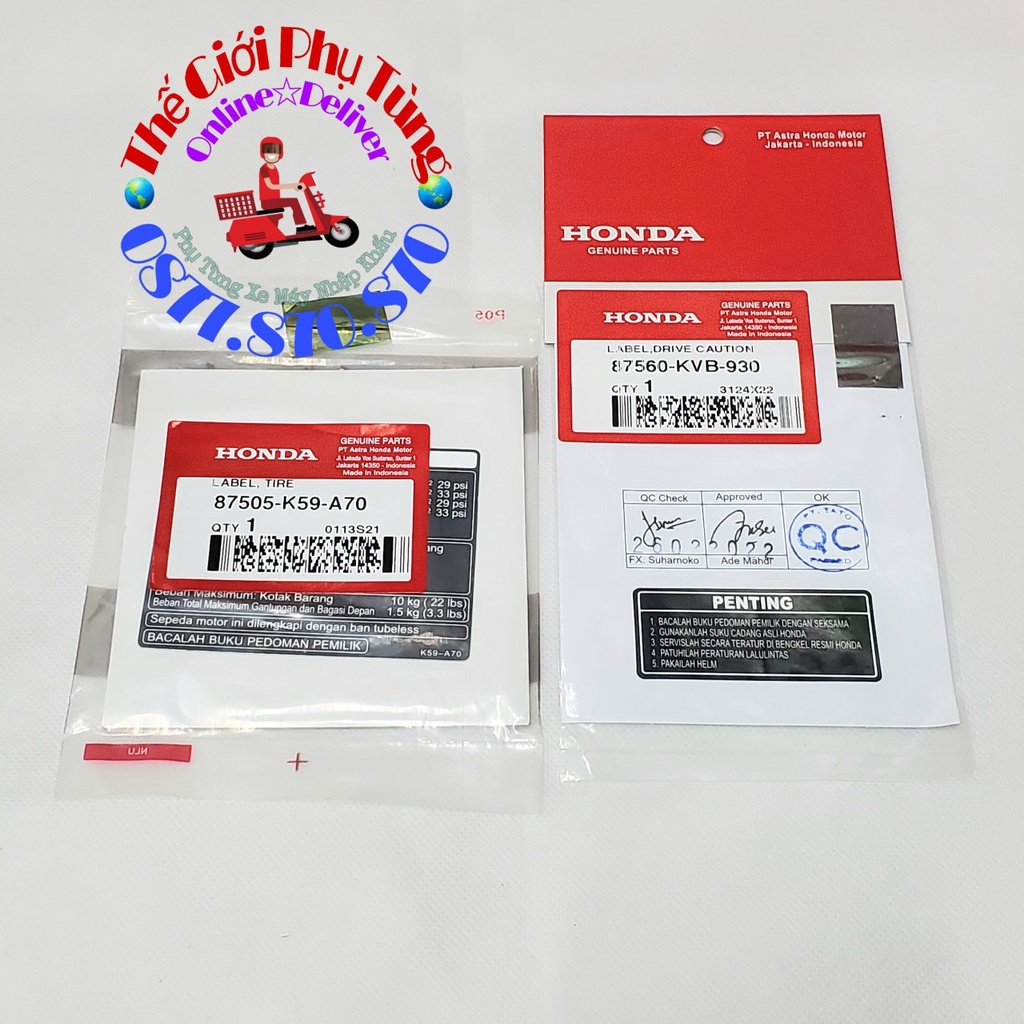 Thế Giới Phụ Tùng
Online☆Deliver
Phụ Tùng Xe Máy Nhập Khẩu
0877.870.870
P05
HONDA
GENUINE PARTS
PT Astra Honda Motor
Jl. Laksda Yos Sudarso, Sunter 1
Jakarta 14350 - Indonesia
Made in Indonesia
LABEL, TIRE
87505-K59-A70
QTY 1
0113S21
29 psi
33 psi
29 psi
33 psi
Beban Maksimum: Kotak Barang 10 kg (22 lbs)
Beban Total Maksimum Gantungan dan Bagasi Depan 1.5 kg (3.3 lbs)
Sepeda motor ini dilengkapi dengan ban tubeless
BACALAH BUKU PEDOMAN PEMILIK
K59-A70
NLU
PT Astra Honda Motor
Jakarta - Indonesia
HONDA
GENUINE PARTS
HONDA
GENUINE PARTS
PT Astra Honda Motor
Jl. Laksda Yos Sudarso, Sunter 1
Jakarta 14350 - Indonesia
Made in Indonesia
LABEL,DRIVE CAUTION
87560-KVB-930
QTY 1
3124X22
QC Check Approved OK
2602 2022
PT. TATO
QC
PASSED
FX. Suharnoko Ade Mahdi
PENTING
1. BACALAH BUKU PEDOMAN PEMILIK DENGAN SEKSAMA
2. GUNAKANLAH SUKU CADANG ASLI HONDA
3. SERVISLAH SECARA TERATUR DI BENGKEL RESMI HONDA
4. PATUHILAH PERATURAN LALULINTAS
5. PAKAILAH HELM